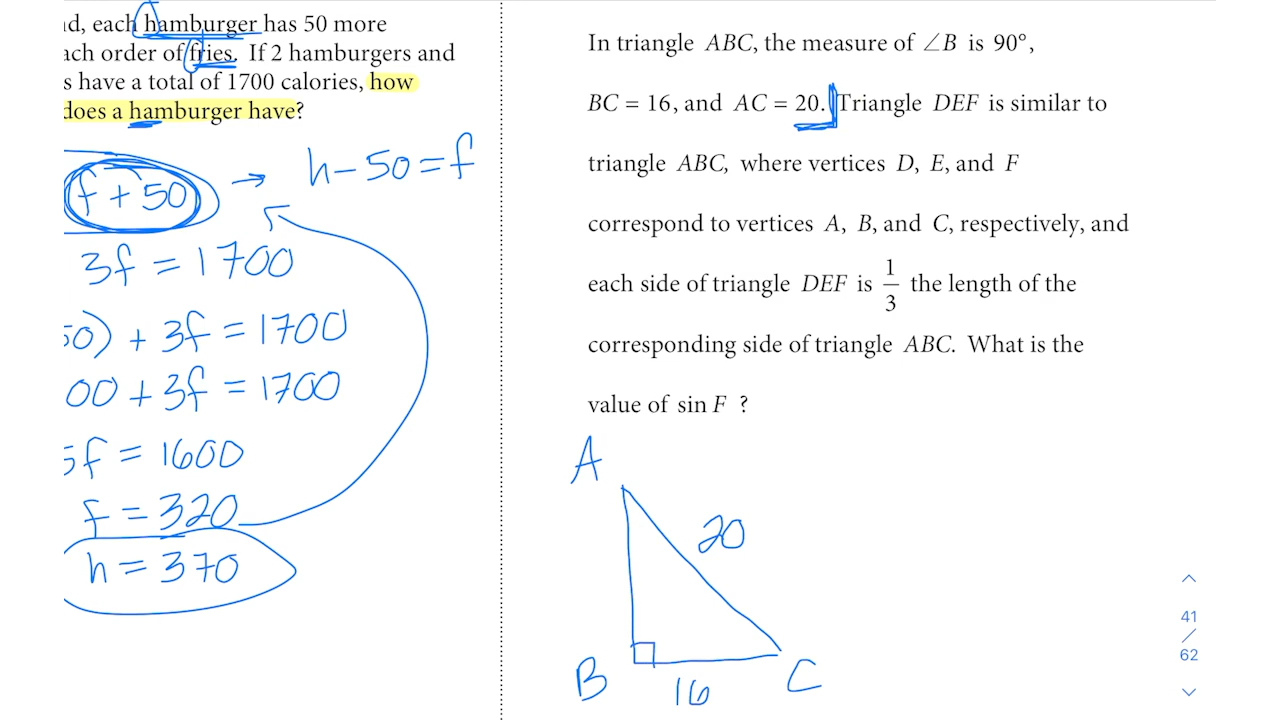 nd, each hamburger has 50 more
ach order of fries. If 2 hamburgers and
s have a total of 1700 calories, how
does a hamburger have?
f + 50 → h - 50 = f
3f = 1700
50) + 3f = 1700
00 + 3f = 1700
5f = 1600
f = 320
h = 370
In triangle ABC, the measure of ∠B is 90°,
BC = 16, and AC = 20. Triangle DEF is similar to
triangle ABC, where vertices D, E, and F
correspond to vertices A, B, and C, respectively, and
each side of triangle DEF is 1/3 the length of the
corresponding side of triangle ABC. What is the
value of sin F ?
A
20
B
16
C
41
/
62